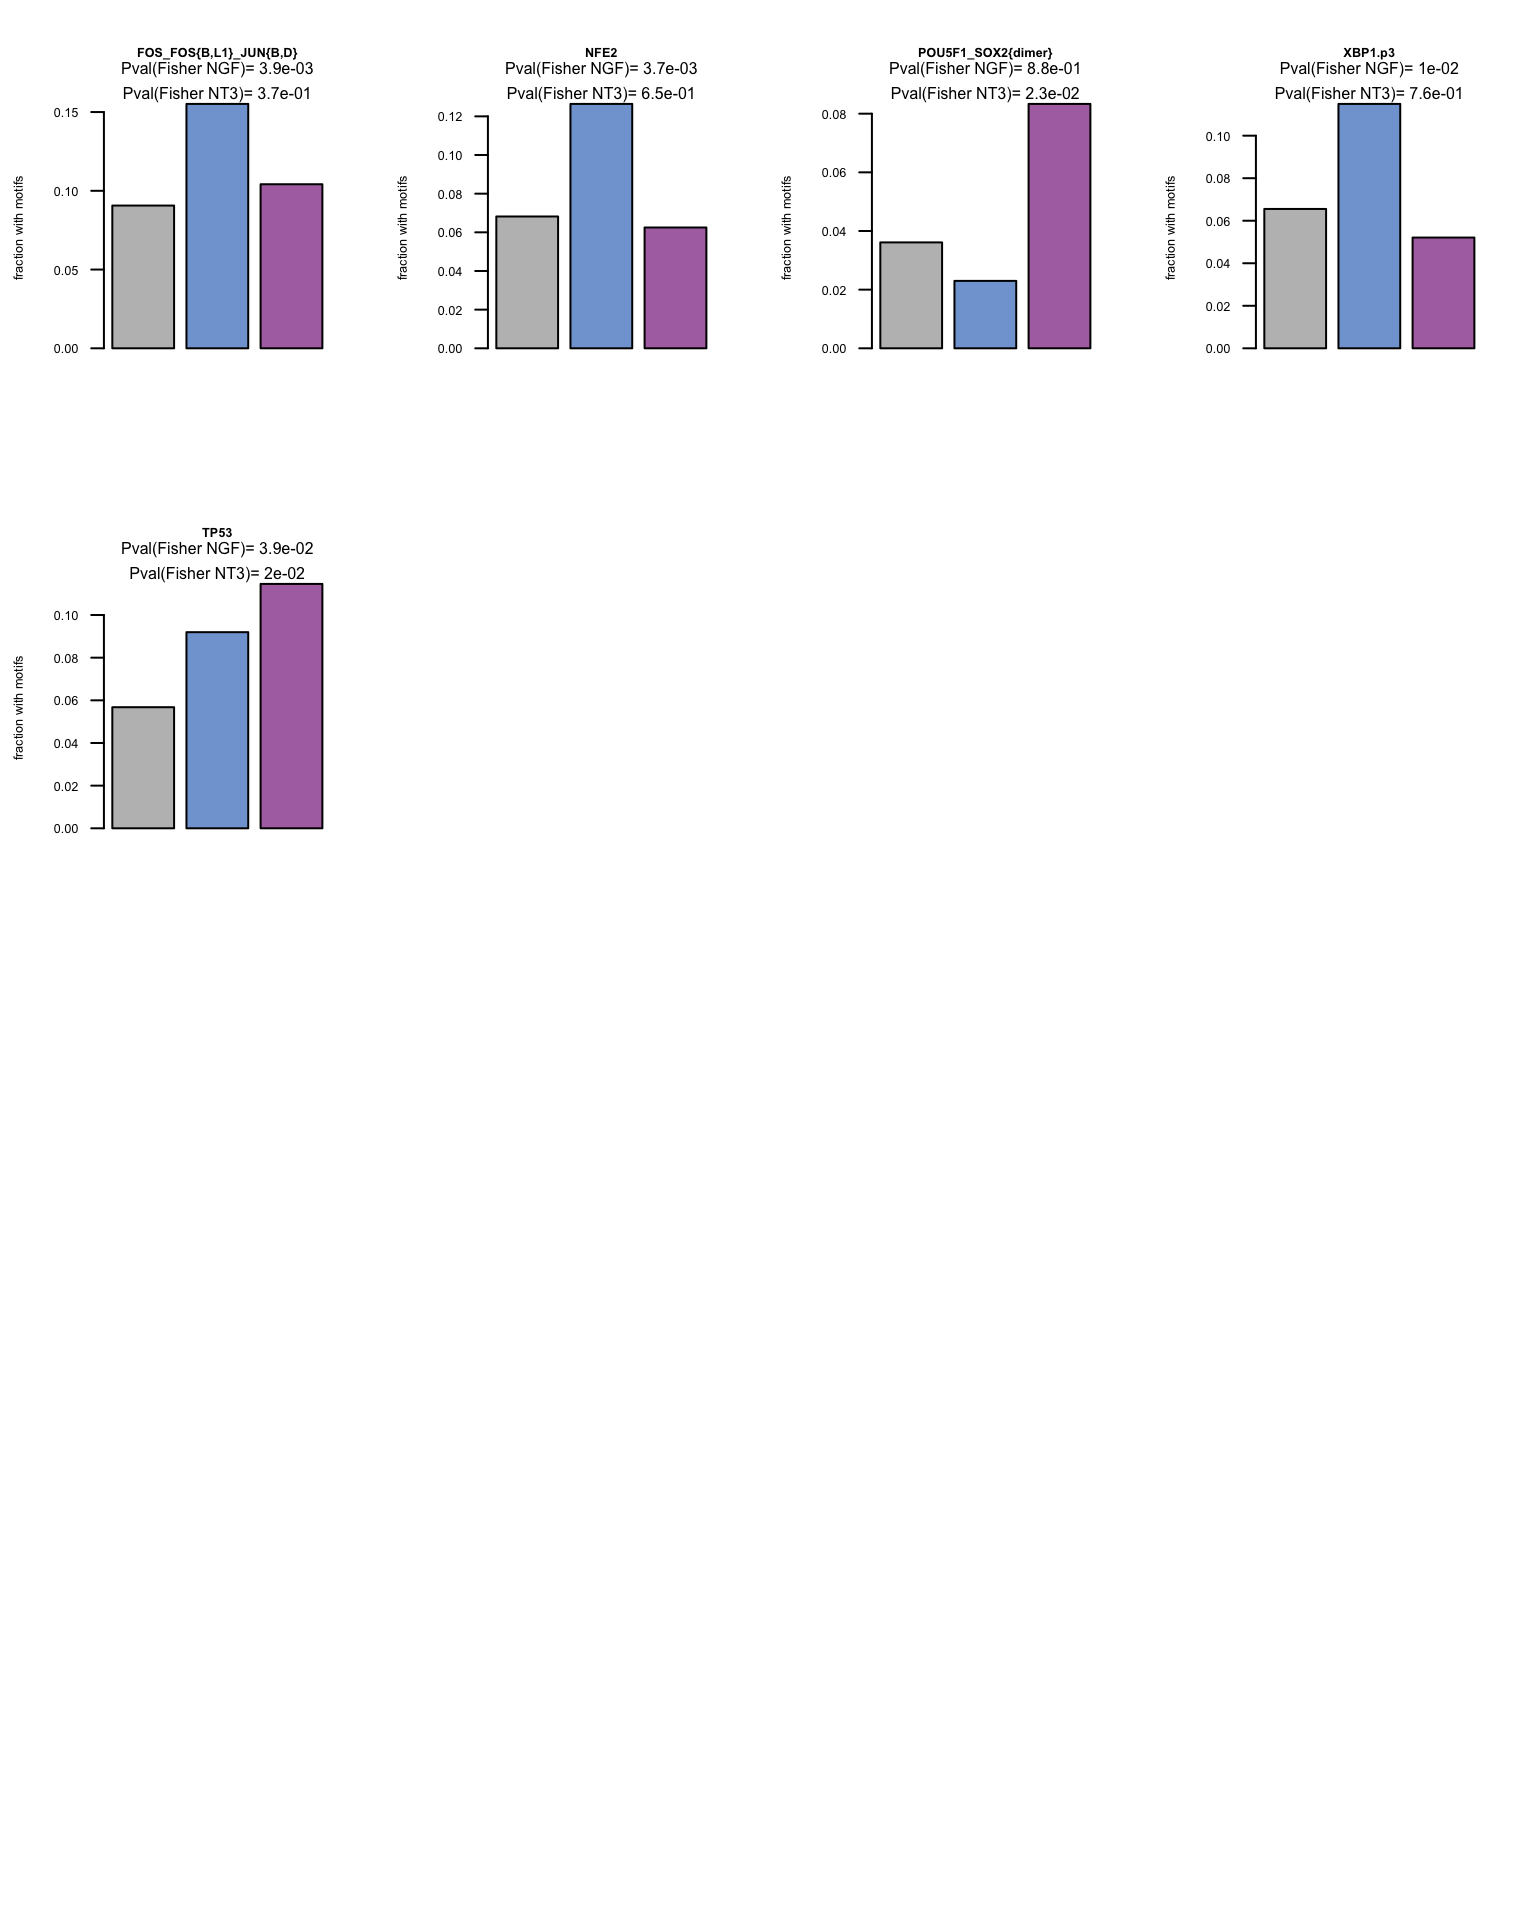 FOS_FOS{B,L1}_JUN{B,D}
Pval(Fisher NGF)= 3.9e-03
Pval(Fisher NT3)= 3.7e-01
0.15
0.10
0.05
0.00
fraction with motifs
NFE2
Pval(Fisher NGF)= 3.7e-03
Pval(Fisher NT3)= 6.5e-01
0.12
0.10
0.08
0.06
0.04
0.02
0.00
fraction with motifs
POU5F1_SOX2{dimer}
Pval(Fisher NGF)= 8.8e-01
Pval(Fisher NT3)= 2.3e-02
0.08
0.06
0.04
0.02
0.00
fraction with motifs
XBP1.p3
Pval(Fisher NGF)= 1e-02
Pval(Fisher NT3)= 7.6e-01
0.10
0.08
0.06
0.04
0.02
0.00
fraction with motifs
TP53
Pval(Fisher NGF)= 3.9e-02
Pval(Fisher NT3)= 2e-02
0.10
0.08
0.06
0.04
0.02
0.00
fraction with motifs